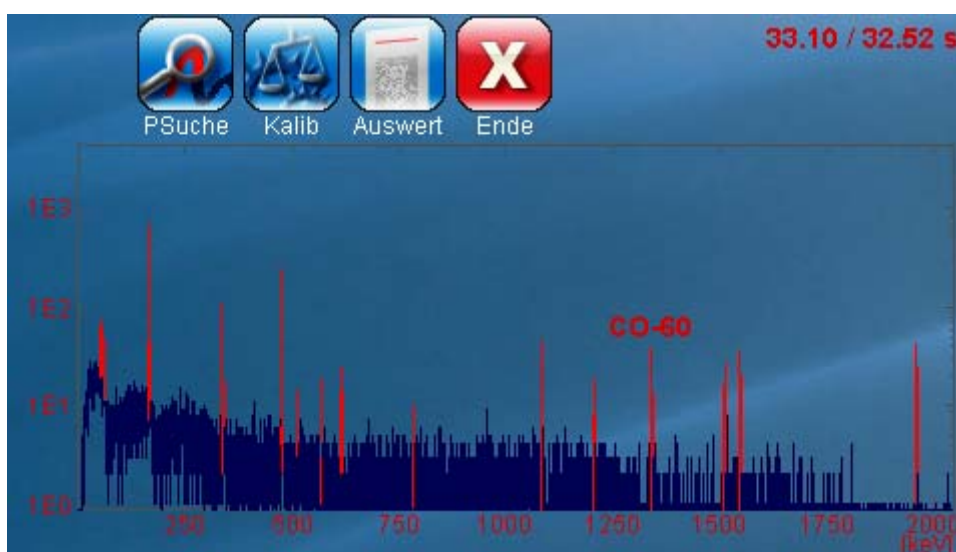 33.10 / 32.52 s
PSuche Kalib Auswert Ende
1E3
CO-60
1E2
1E1
1E0
250 500 750 1000 1250 1500 1750 2000
[keV]